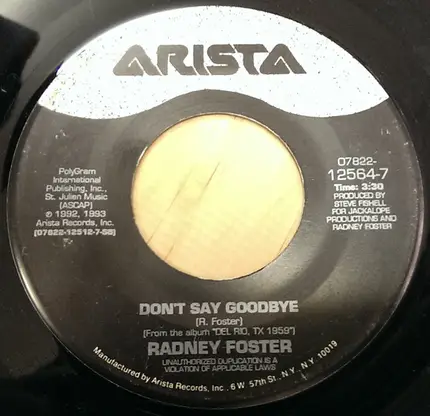 ARISTA
PolyGram
International
Publishing, Inc.,
St. Julien Music
(ASCAP)
℗ 1992, 1993
Arista Records, Inc.
(07822-12512-7-SB)
07822-
12564-7
Time: 3:30
PRODUCED BY
STEVE FISHELL
FOR JACKALOPE
PRODUCTIONS AND
RADNEY FOSTER
DON'T SAY GOODBYE
(R. Foster)
(From the album "DEL RIO, TX 1959")
RADNEY FOSTER
UNAUTHORIZED DUPLICATION IS A
VIOLATION OF APPLICABLE LAWS
Manufactured by Arista Records, Inc., 6 W. 57th St., N.Y., N.Y. 10019